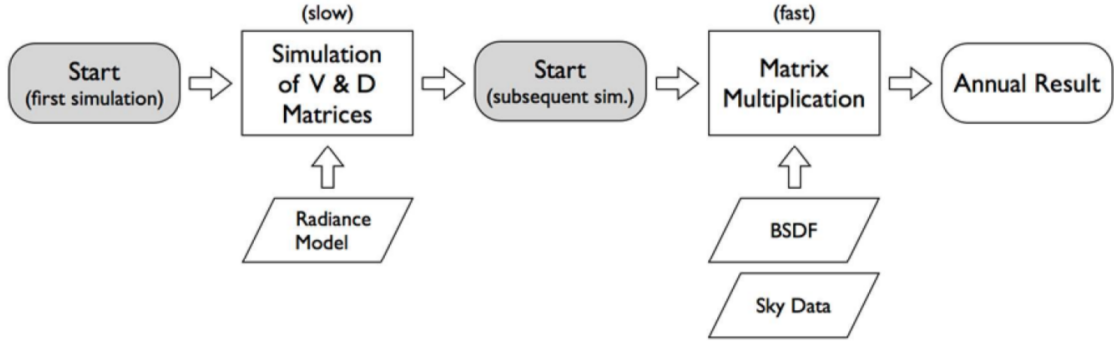 (slow)
(fast)
Start
(first simulation)
Simulation
of V & D
Matrices
Start
(subsequent sim.)
Matrix
Multiplication
Annual Result
Radiance
Model
BSDF
Sky Data